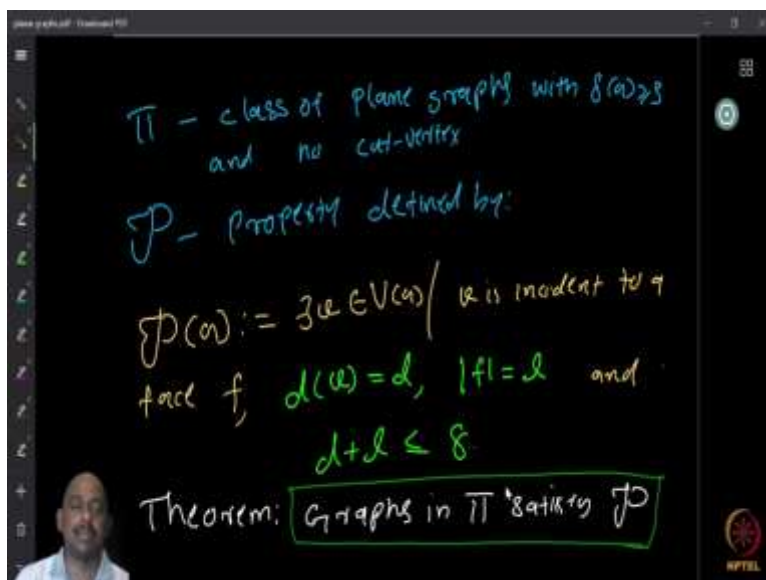 Π - class of plane graphs with δ(G)≥3
and no cut-vertex
𝒫 - Property defined by:
𝒫(G) := ∃v ∈ V(G) | v is incident to a
face f, d(v) = d, |f| = l and
d+l ≤ 8
Theorem: Graphs in Π satisfy 𝒫
NPTEL